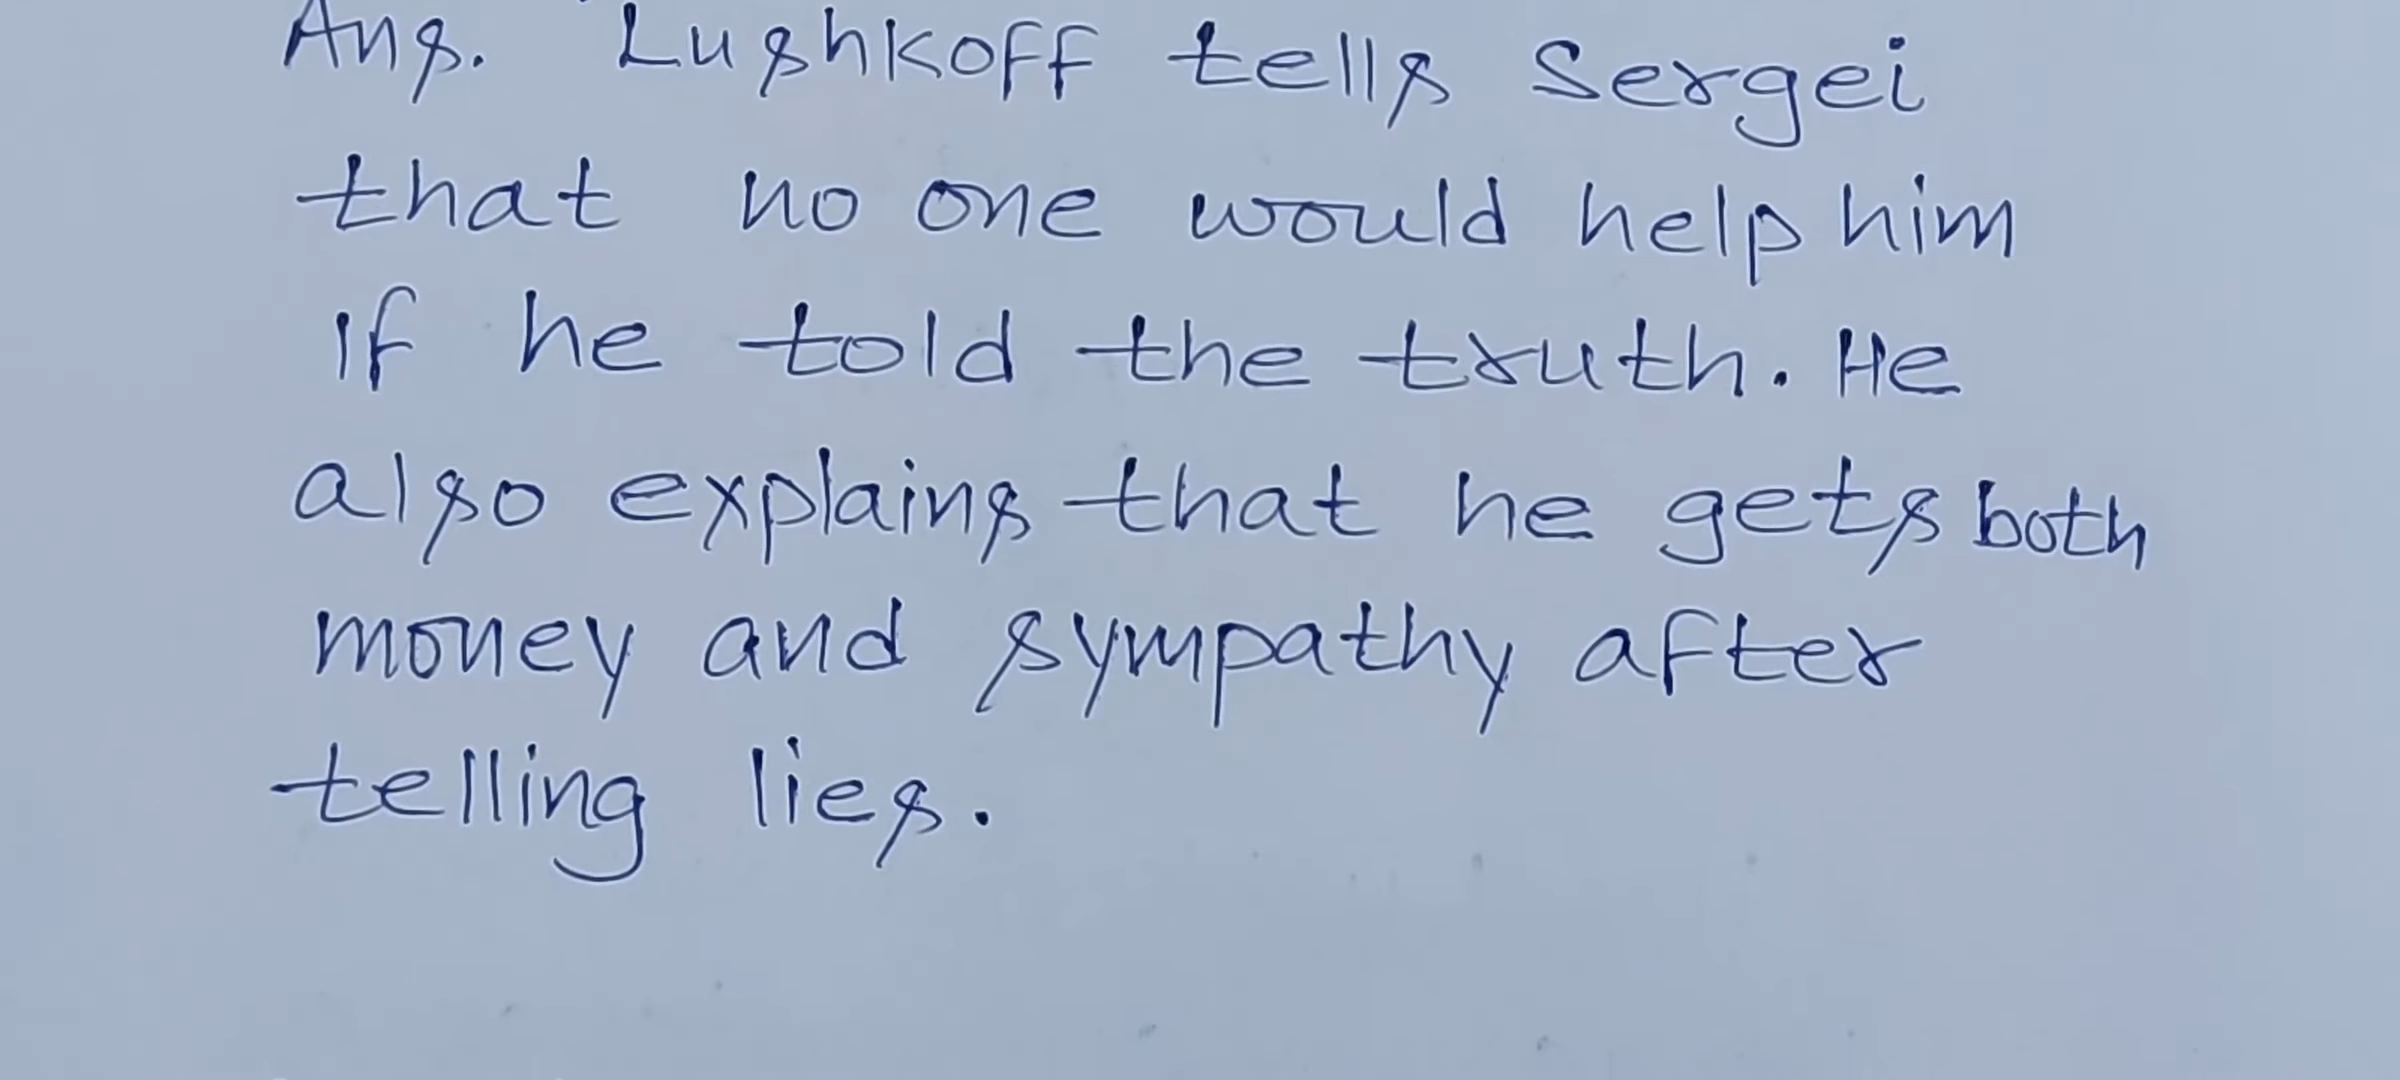 Ans. Lushkoff tells Sergei
that no one would help him
if he told the truth. He
also explains that he gets both
money and sympathy after
telling lies.